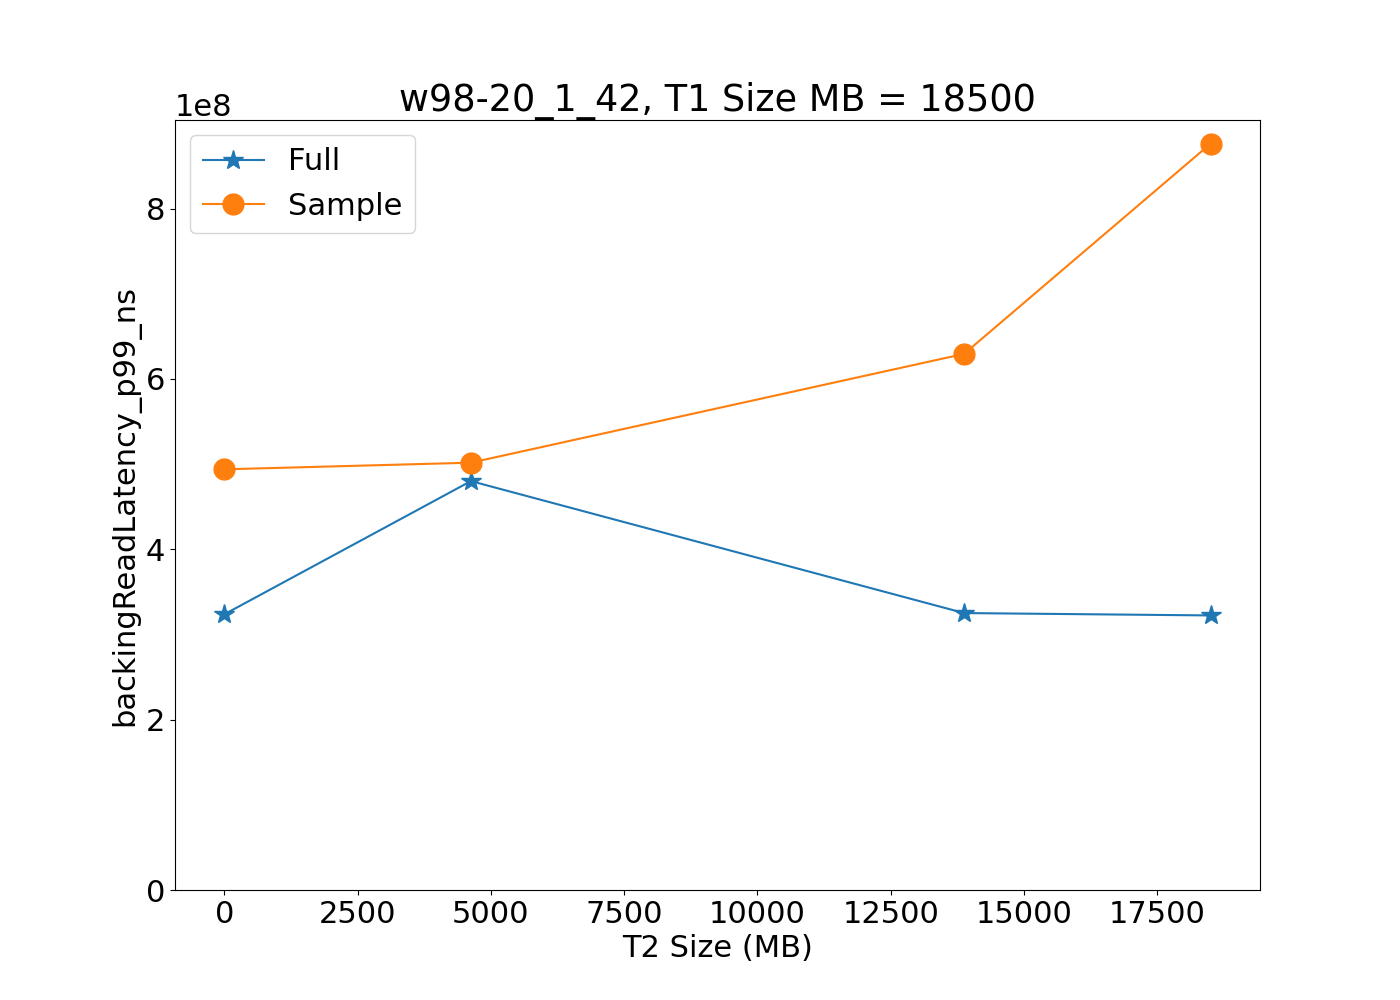 w98-20_1_42, T1 Size MB = 18500
1e8
Full
Sample
8
6
4
2
0
backingReadLatency_p99_ns
0 2500 5000 7500 10000 12500 15000 17500
T2 Size (MB)